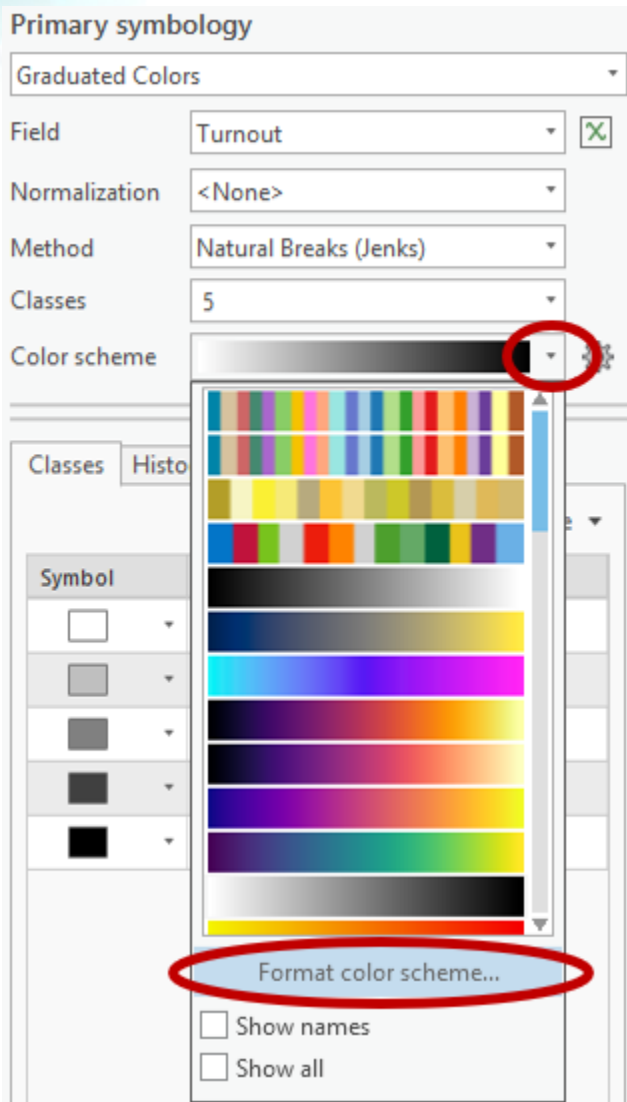 Primary symbology
Graduated Colors
Field Turnout
Normalization <None>
Method Natural Breaks (Jenks)
Classes 5
Color scheme
Classes Histo
Symbol
Format color scheme...
Show names
Show all